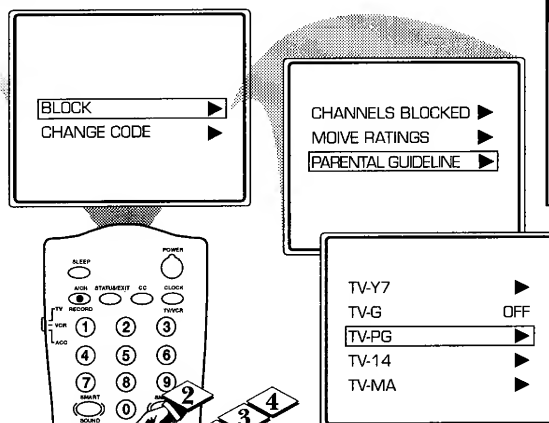 BLOCK ▶
CHANGE CODE ▶
CHANNELS BLOCKED ▶
MOIVE RATINGS ▶
PARENTAL GUIDELINE ▶
TV-Y7 ▶
TV-G OFF
TV-PG ▶
TV-14 ▶
TV-MA ▶
POWER
SLEEP
A/CH STATUS/EXIT CC CLOCK
TV RECORD TV/VCR
VCR 1 2 3
ACC
4 5 6
7 8 9
SMART
0
SOUND
2
3 4